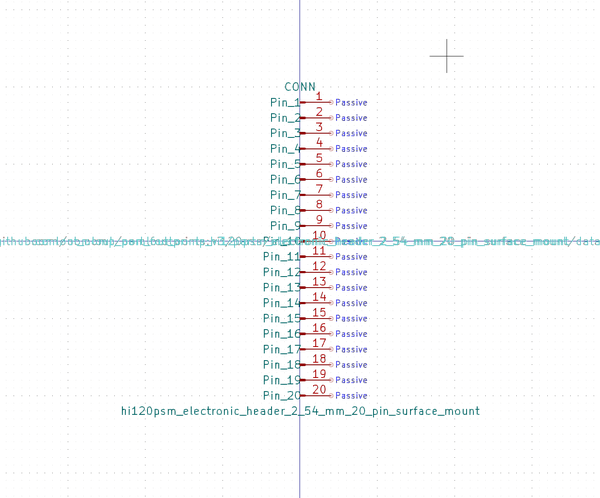 CONN
Pin_1 1 Passive
Pin_2 2 Passive
Pin_3 3 Passive
Pin_4 4 Passive
Pin_5 5 Passive
Pin_6 6 Passive
Pin_7 7 Passive
Pin_8 8 Passive
Pin_9 9 Passive
10
Pin_11 11 Passive
Pin_12 12 Passive
Pin_13 13 Passive
Pin_14 14 Passive
Pin_15 15 Passive
Pin_16 16 Passive
Pin_17 17 Passive
Pin_18 18 Passive
Pin_19 19 Passive
Pin_20 20 Passive
hi120psm_electronic_header_2_54_mm_20_pin_surface_mount